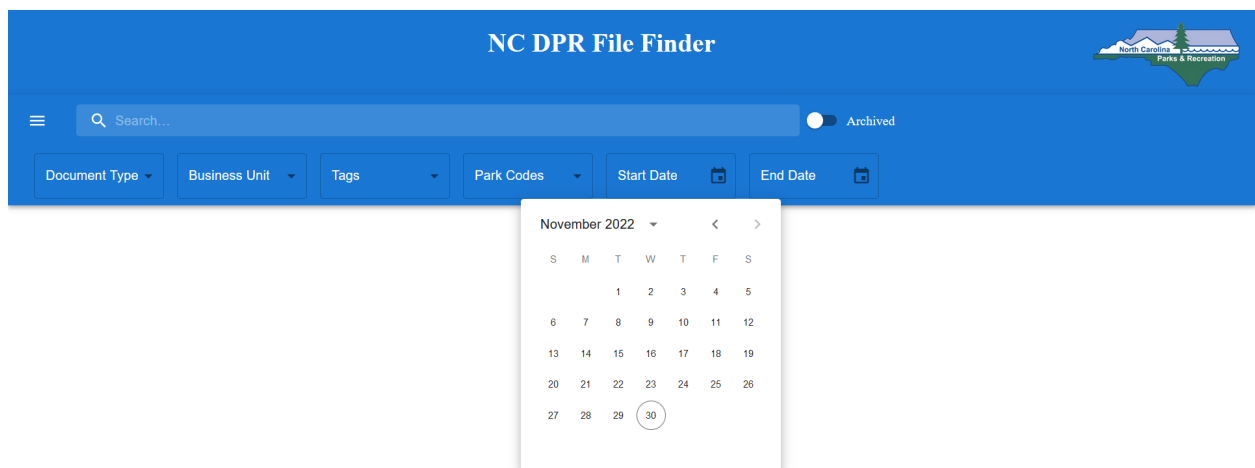 NC DPR File Finder
North Carolina
Parks & Recreation
Search...
Archived
Document Type
Business Unit
Tags
Park Codes
Start Date
End Date
November 2022
S M T W T F S
1 2 3 4 5
6 7 8 9 10 11 12
13 14 15 16 17 18 19
20 21 22 23 24 25 26
27 28 29 30